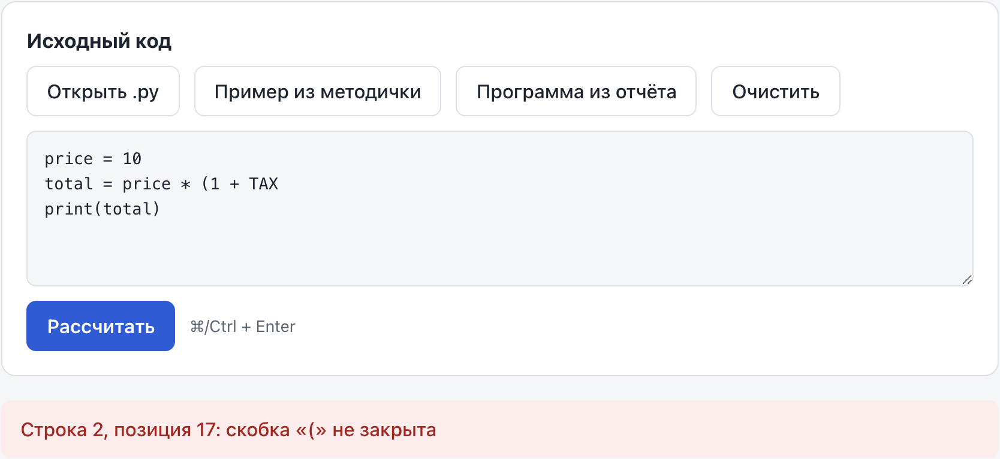 Исходный код
Открыть .py Пример из методички Программа из отчёта Очистить
price = 10
total = price * (1 + TAX
print(total)
Рассчитать ⌘/Ctrl + Enter
Строка 2, позиция 17: скобка «(» не закрыта